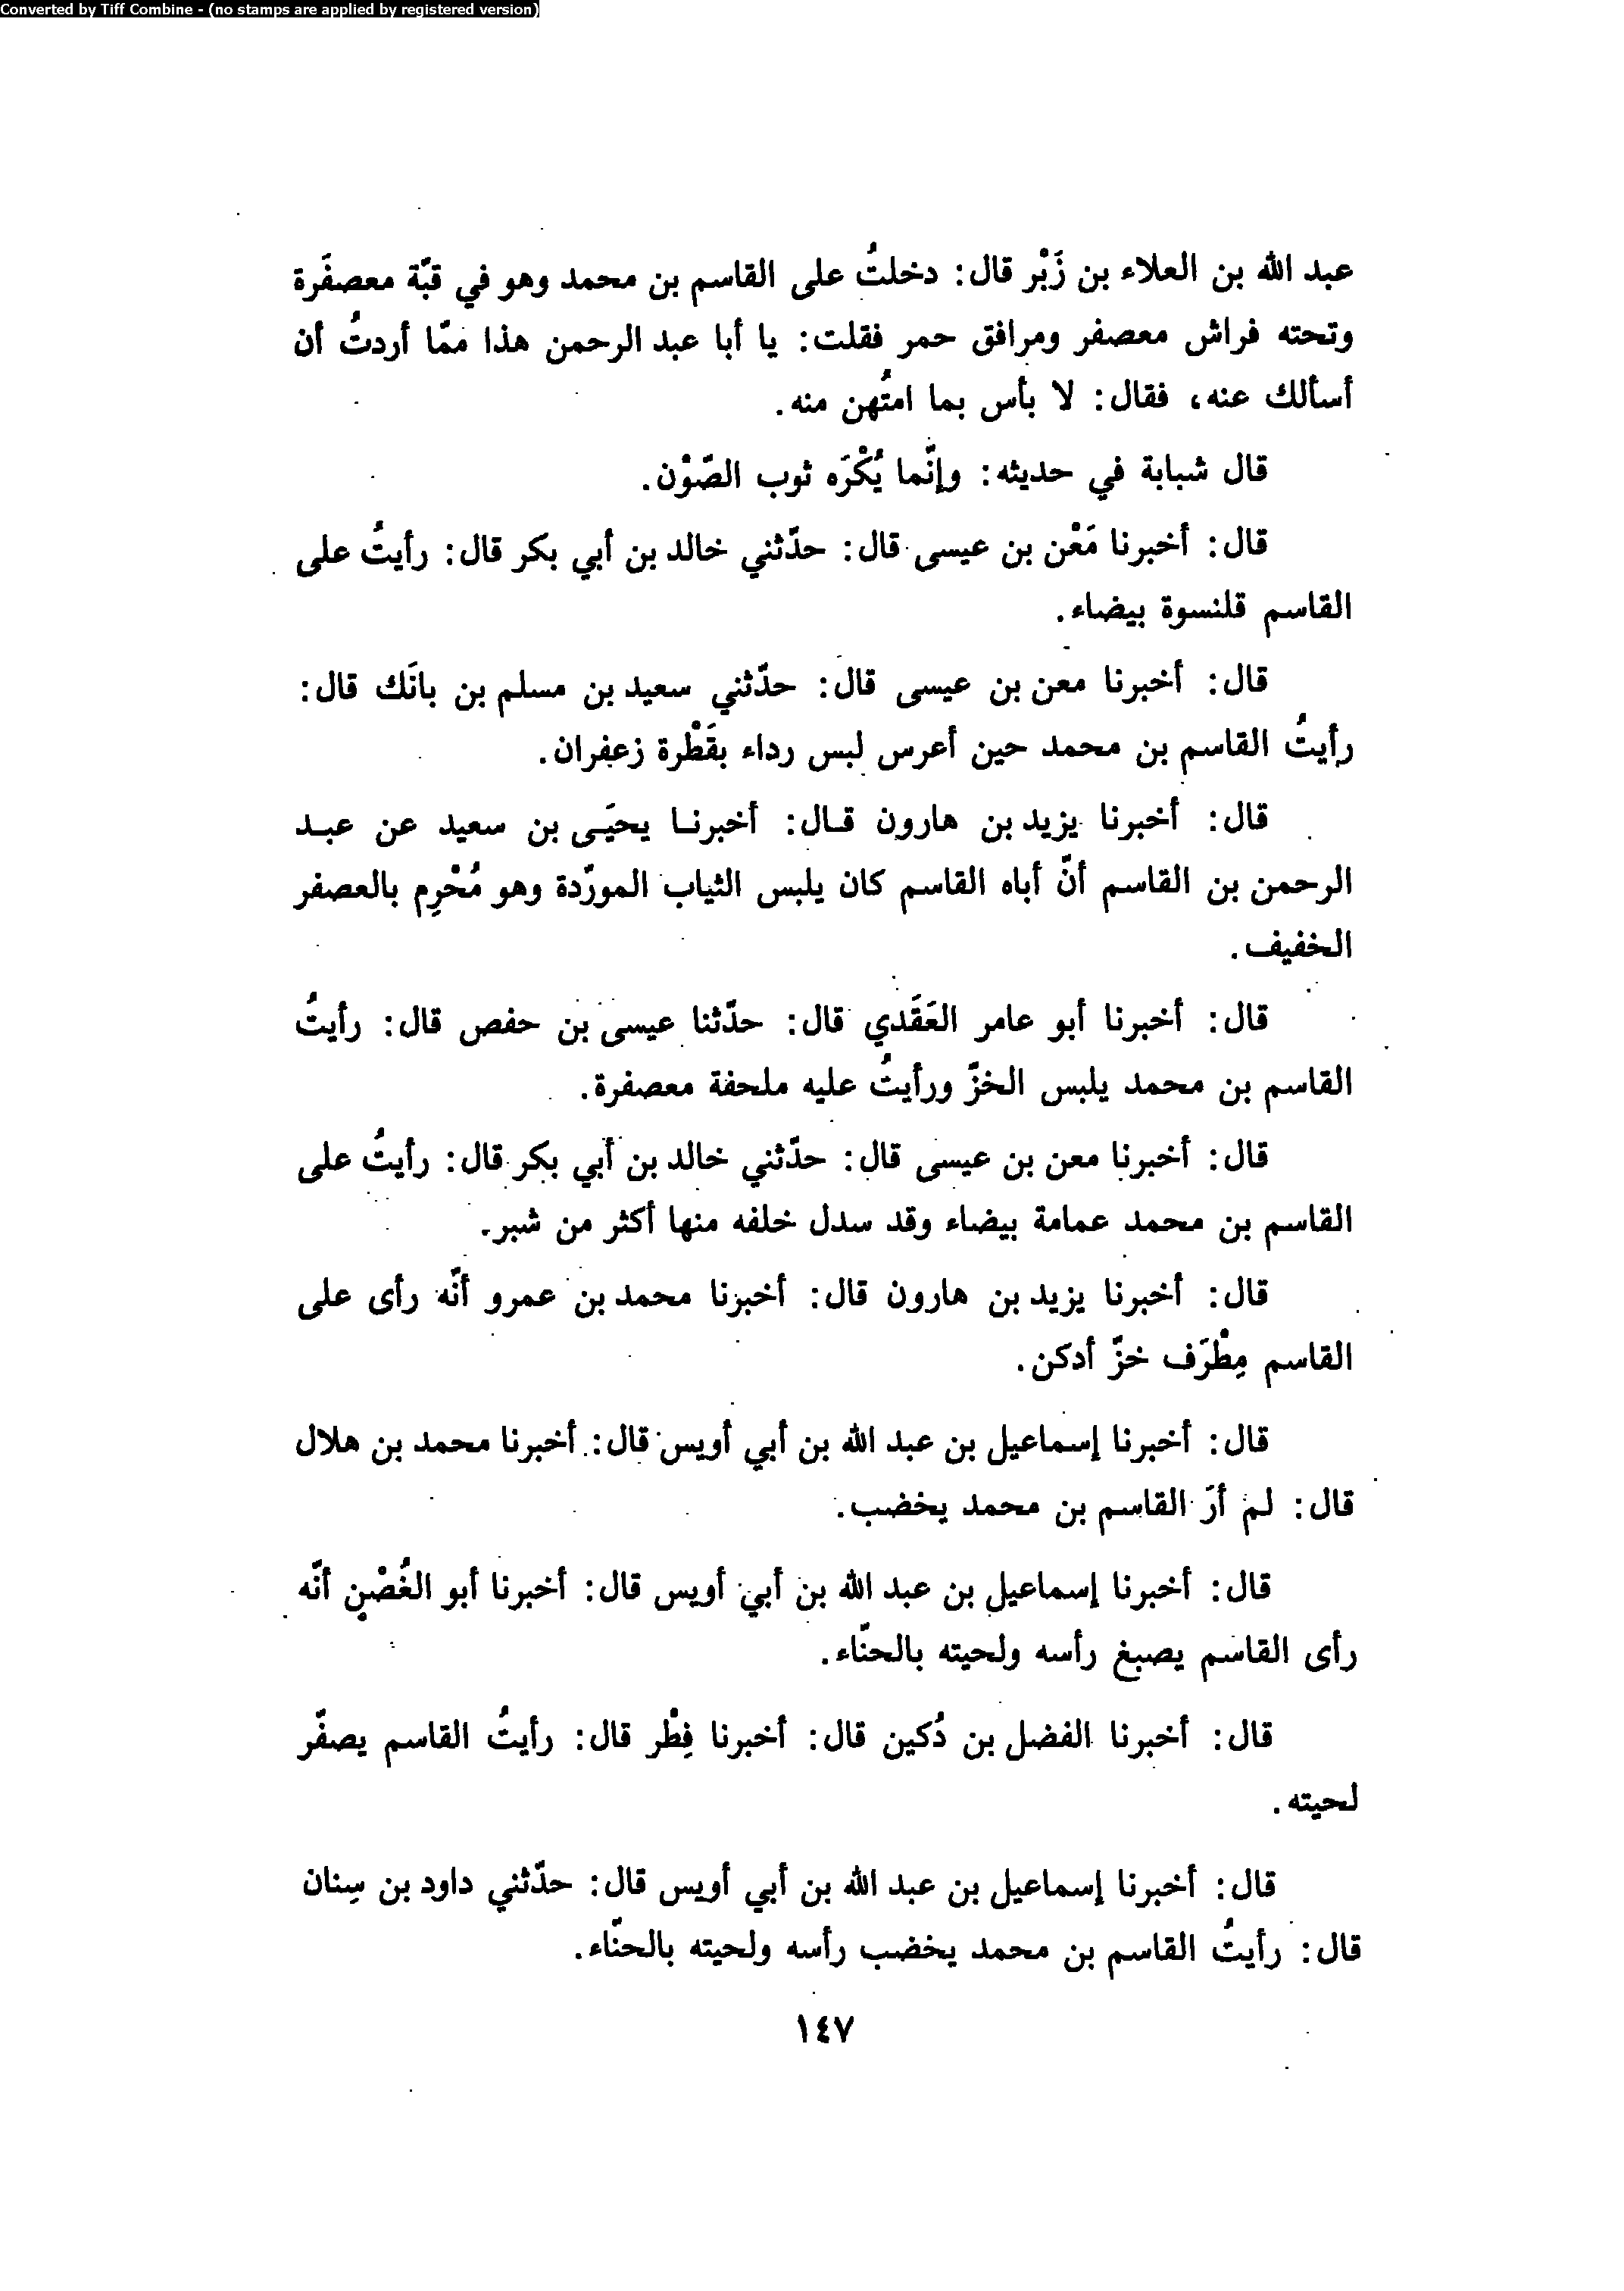 Converted by Tiff Combine - (no stamps are applied by registered version)
عبد الله بن العلاء بن زَبْر قال: دخلتُ على القاسم بن محمد وهو في قبّة معصفَرة
وتحته فراش معصفر ومرافق حمر فقلت: يا أبا عبد الرحمن هذا ممّا أردتُ أن
أسألك عنه، فقال: لا بأس بما امتُهن منه.
قال شبابة في حديثه: وإنّما يُكْرَه ثوب الصّوْن.
قال: أخبرنا مَعْن بن عيسى قال: حدّثني خالد بن أبي بكر قال: رأيتُ على
القاسم قلنسوة بيضاء.
قال: أخبرنا معن بن عيسى قال: حدّثني سعيد بن مسلم بن بانَك قال:
رأيتُ القاسم بن محمد حين أعرس لبس رداء بقَطْرة زعفران.
قال: أخبرنا يزيد بن هارون قال: أخبرنا يحيَى بن سعيد عن عبد
الرحمن بن القاسم أنّ أباه القاسم كان يلبس الثياب المورّدة وهو مُحْرِم بالعصفر
الخفيف.
قال: أخبرنا أبو عامر العَقَدي قال: حدّثنا عيسى بن حفص قال: رأيتُ
القاسم بن محمد يلبس الخزّ ورأيتُ عليه ملحفة معصفرة.
قال: أخبرنا معن بن عيسى قال: حدّثني خالد بن أبي بكر قال: رأيتُ على
القاسم بن محمد عمامة بيضاء وقد سدل خلفه منها أكثر من شبر.
قال: أخبرنا يزيد بن هارون قال: أخبرنا محمد بن عمرو أنّه رأى على
القاسم مِطْرَف خزّ أدكن.
قال: أخبرنا إسماعيل بن عبد الله بن أبي أويس قال: أخبرنا محمد بن هلال
قال: لم أرَ القاسم بن محمد يخضب.
قال: أخبرنا إسماعيل بن عبد الله بن أبي أويس قال: أخبرنا أبو الغُصْن أنّه
رأى القاسم يصبغ رأسه ولحيته بالحنّاء.
قال: أخبرنا الفضل بن دُكين قال: أخبرنا فِطْر قال: رأيتُ القاسم يصفّر
لحيته.
قال: أخبرنا إسماعيل بن عبد الله بن أبي أويس قال: حدّثني داود بن سِنان
قال: رأيتُ القاسم بن محمد يخضب رأسه ولحيته بالحنّاء.
١٤٧